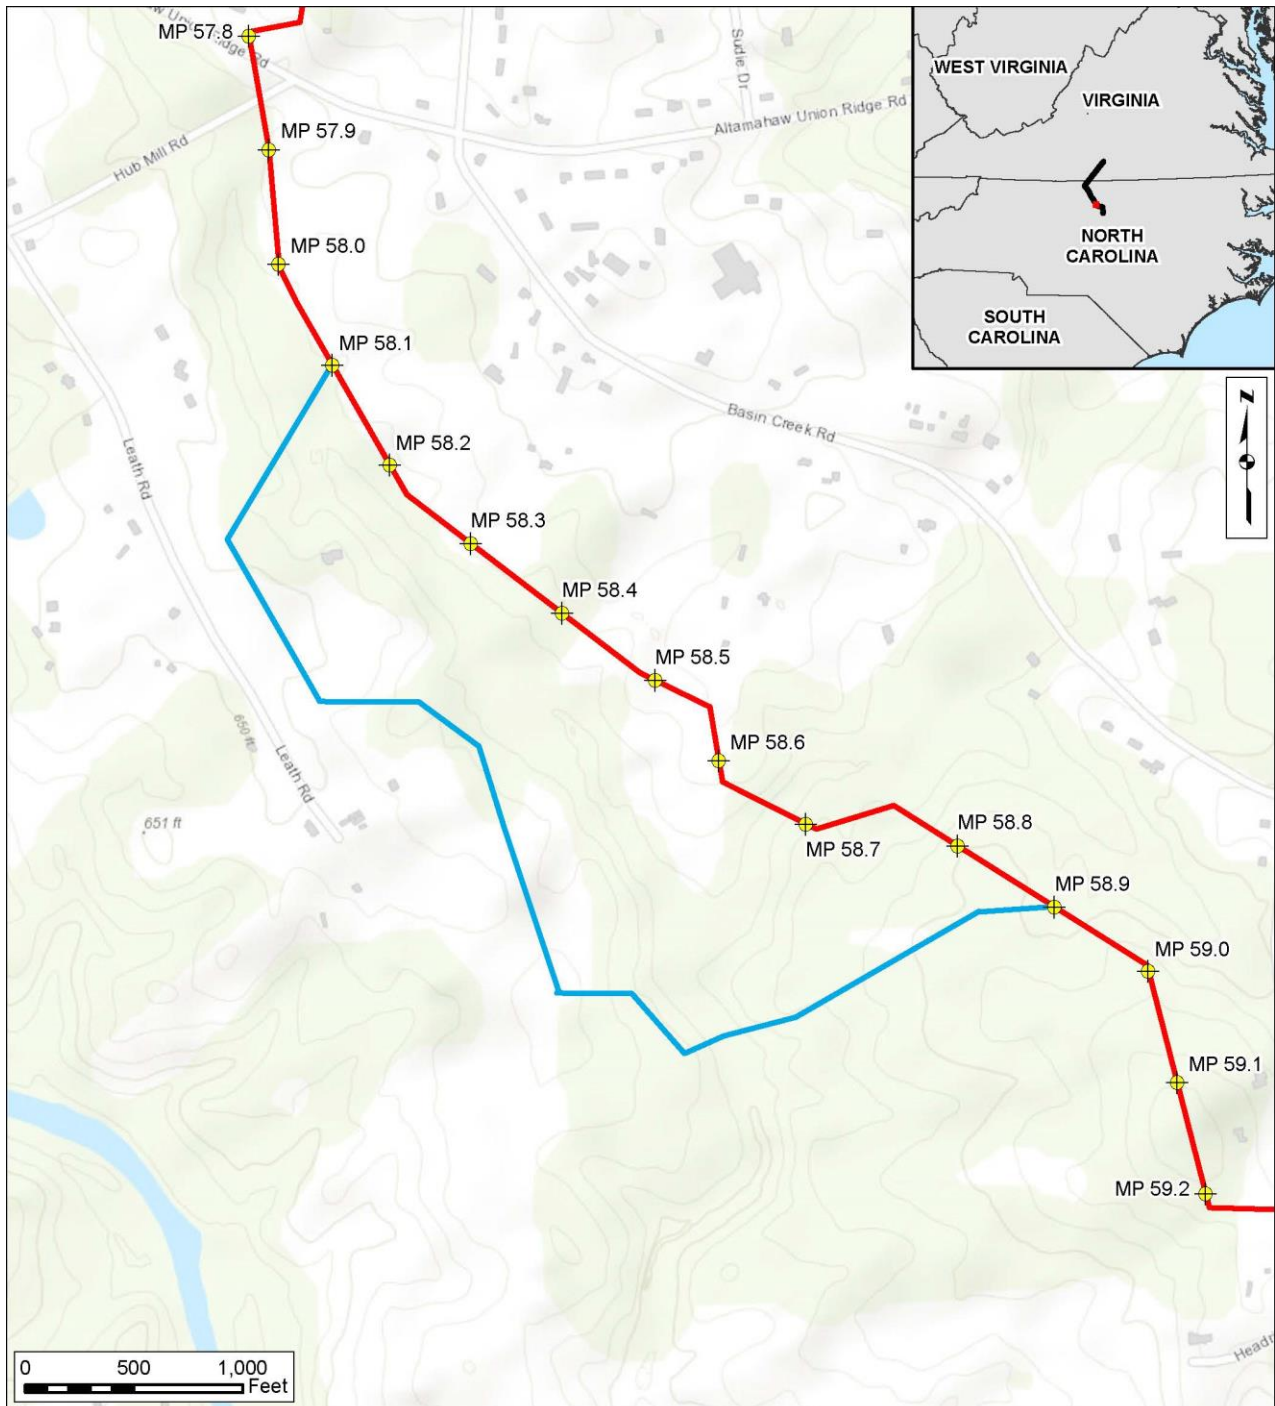 MP 57.8
Union Ridge Rd
MP 57.9
Hub Mill Rd
Sudie Dr
Altamahaw Union Ridge Rd
MP 58.0
MP 58.1
Leath Rd
Basin Creek Rd
MP 58.2
MP 58.3
MP 58.4
MP 58.5
MP 58.6
650 ft
Leath Rd
651 ft
MP 58.7
MP 58.8
MP 58.9
MP 59.0
MP 59.1
MP 59.2
WEST VIRGINIA
VIRGINIA
NORTH
CAROLINA
SOUTH
CAROLINA
N
0 500 1,000
Feet